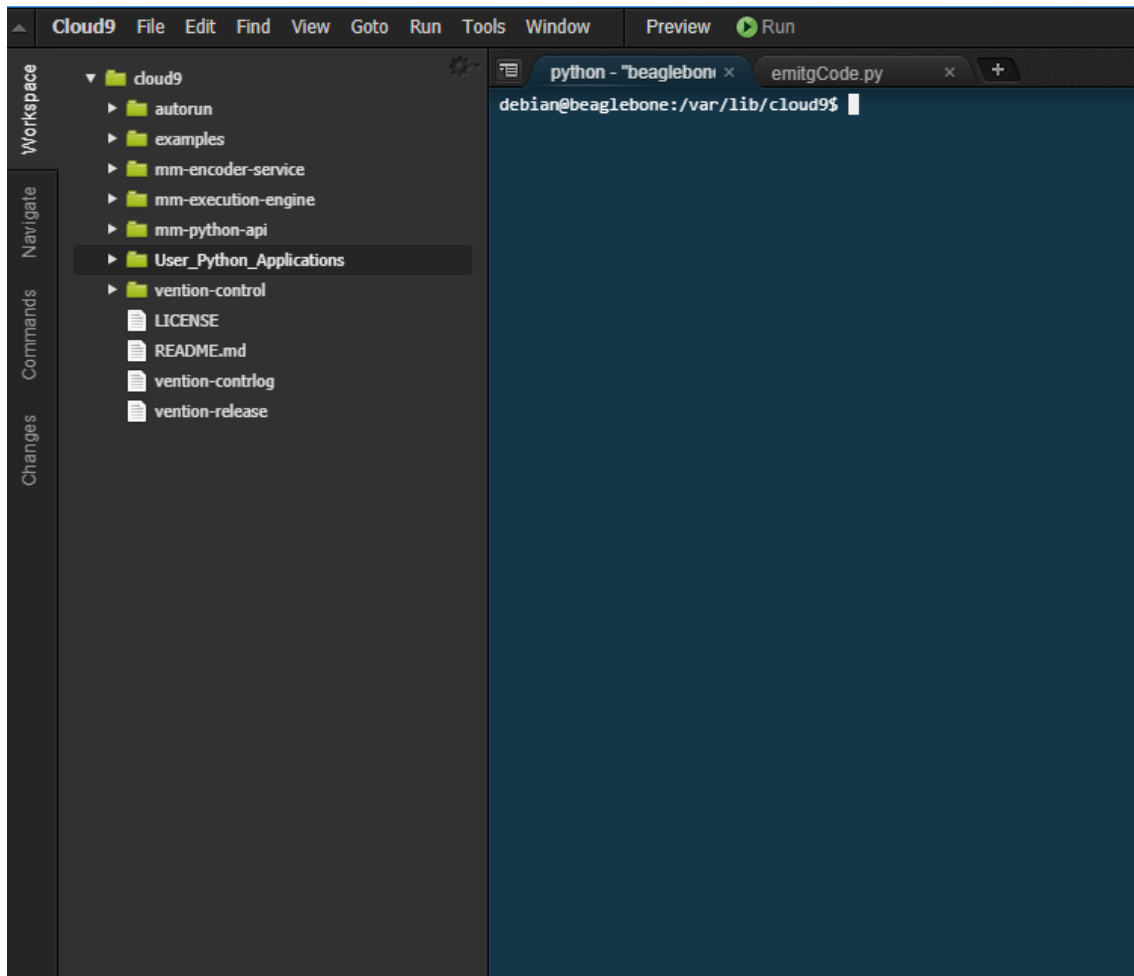 Cloud9 File Edit Find View Goto Run Tools Window Preview Run
Workspace
Navigate
Commands
Changes
cloud9
autorun
examples
mm-encoder-service
mm-execution-engine
mm-python-api
User_Python_Applications
vention-control
LICENSE
README.md
vention-contrlog
vention-release
python - "beaglebon × emitgCode.py × +
debian@beaglebone:/var/lib/cloud9$